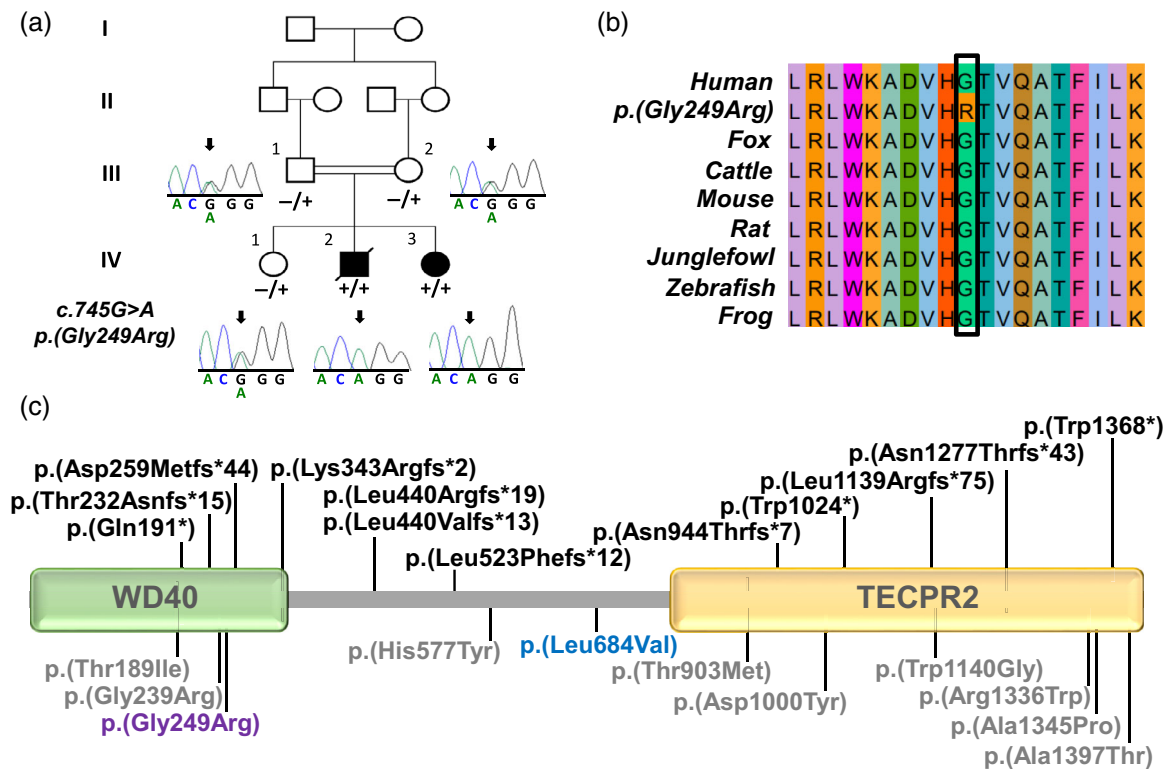 (a)
I
II
1
2
III
A C G G G
A
−/+
−/+
A C G G G
A
1
2
3
IV
−/+
+/+
+/+
c.745G>A
p.(Gly249Arg)
A C G G G
A
A C A G G
A C A G G
(b)
Human L R L W K A D V H G T V Q A T F I L K
p.(Gly249Arg) L R L W K A D V H R T V Q A T F I L K
Fox L R L W K A D V H G T V Q A T F I L K
Cattle L R L W K A D V H G T V Q A T F I L K
Mouse L R L W K A D V H G T V Q A T F I L K
Rat L R L W K A D V H G T V Q A T F I L K
Junglefowl L R L W K A D V H G T V Q A T F I L K
Zebrafish L R L W K A D V H G T V Q A T F I L K
Frog L R L W K A D V H G T V Q A T F I L K
(c)
p.(Trp1368*)
p.(Asn1277Thrfs*43)
p.(Asp259Metfs*44)
p.(Lys343Argfs*2)
p.(Leu1139Argfs*75)
p.(Thr232Asnfs*15)
p.(Leu440Argfs*19)
p.(Trp1024*)
p.(Gln191*)
p.(Leu440Valfs*13)
p.(Asn944Thrfs*7)
p.(Leu523Phefs*12)
WD40
TECPR2
p.(Thr189Ile)
p.(His577Tyr)
p.(Leu684Val)
p.(Thr903Met)
p.(Trp1140Gly)
p.(Gly239Arg)
p.(Asp1000Tyr)
p.(Arg1336Trp)
p.(Gly249Arg)
p.(Ala1345Pro)
p.(Ala1397Thr)